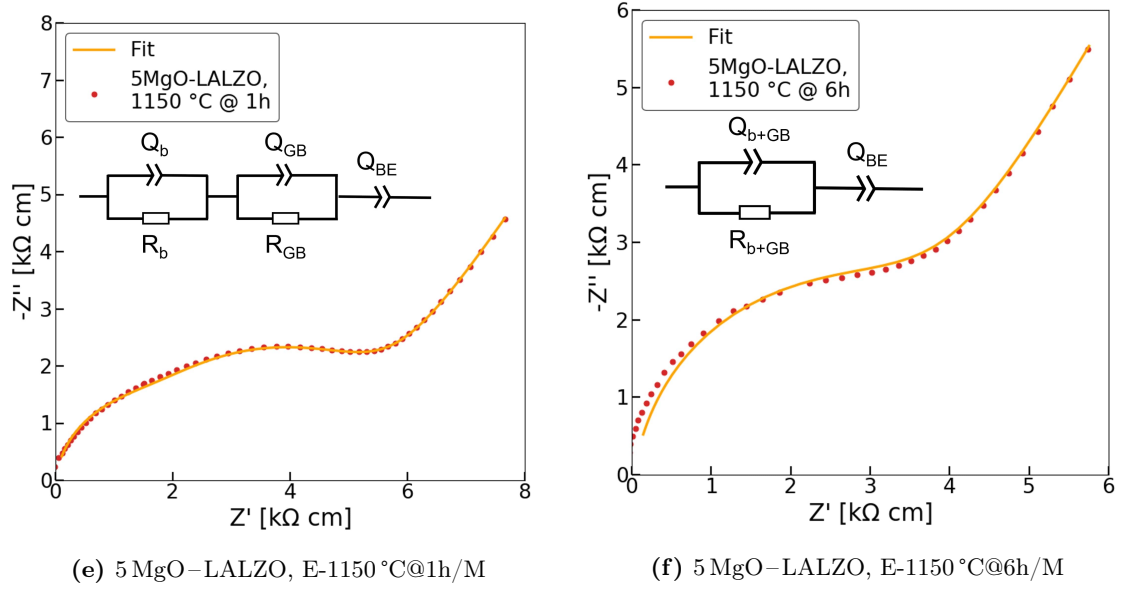 8
7
6
5
4
3
2
1
0
-Z'' [kΩ cm]
Fit
5MgO-LALZO,
1150 °C @ 1h
Q_b
Q_GB
Q_BE
R_b
R_GB
0 2 4 6 8
Z' [kΩ cm]
(e) 5 MgO−LALZO, E-1150 °C@1h/M
6
5
4
3
2
1
0
-Z'' [kΩ cm]
Fit
5MgO-LALZO,
1150 °C @ 6h
Q_b+GB
Q_BE
R_b+GB
0 1 2 3 4 5 6
Z' [kΩ cm]
(f) 5 MgO−LALZO, E-1150 °C@6h/M